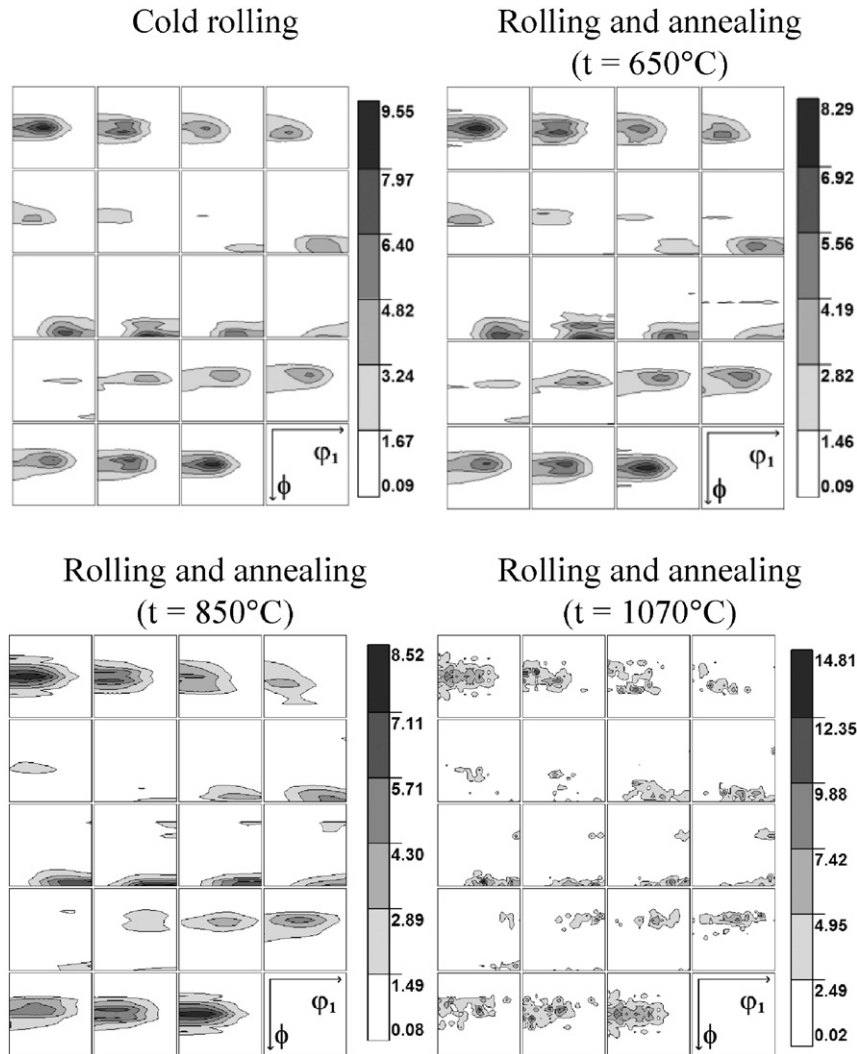 Cold rolling
Rolling and annealing
(t = 650°C)
9.55
7.97
6.40
4.82
3.24
1.67
0.09
φ1
ϕ
8.29
6.92
5.56
4.19
2.82
1.46
0.09
φ1
ϕ
Rolling and annealing
(t = 850°C)
Rolling and annealing
(t = 1070°C)
8.52
7.11
5.71
4.30
2.89
1.49
0.08
φ1
ϕ
14.81
12.35
9.88
7.42
4.95
2.49
0.02
φ1
ϕ